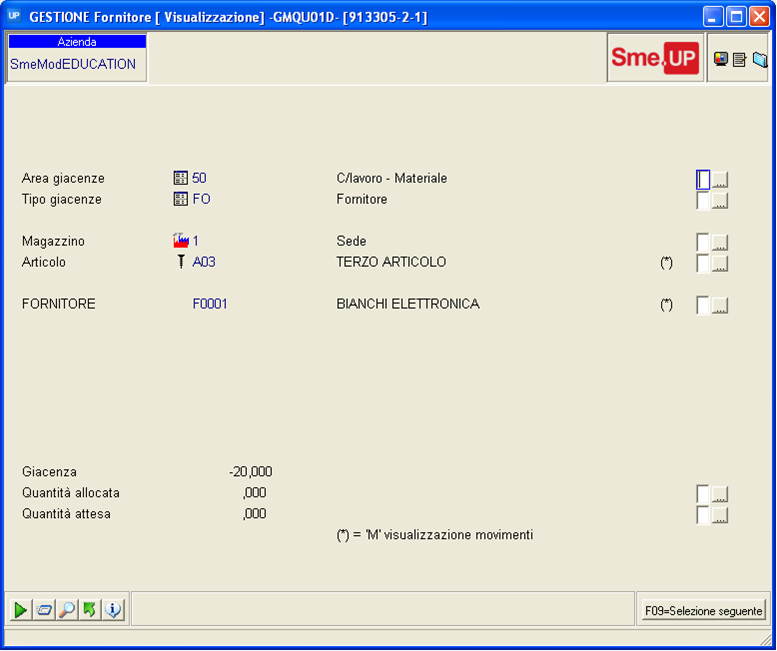 UP GESTIONE Fornitore [ Visualizzazione] -GMQU01D- [913305-2-1]
Azienda
SmeModEDUCATION
Sme.UP
Area giacenze 50 C/lavoro - Materiale ...
Tipo giacenze FO Fornitore ...
Magazzino 1 Sede ...
Articolo A03 TERZO ARTICOLO (*) ...
FORNITORE F0001 BIANCHI ELETTRONICA (*) ...
Giacenza -20,000
Quantità allocata ,000 ...
Quantità attesa ,000 ...
(*) = 'M' visualizzazione movimenti
F09=Selezione seguente